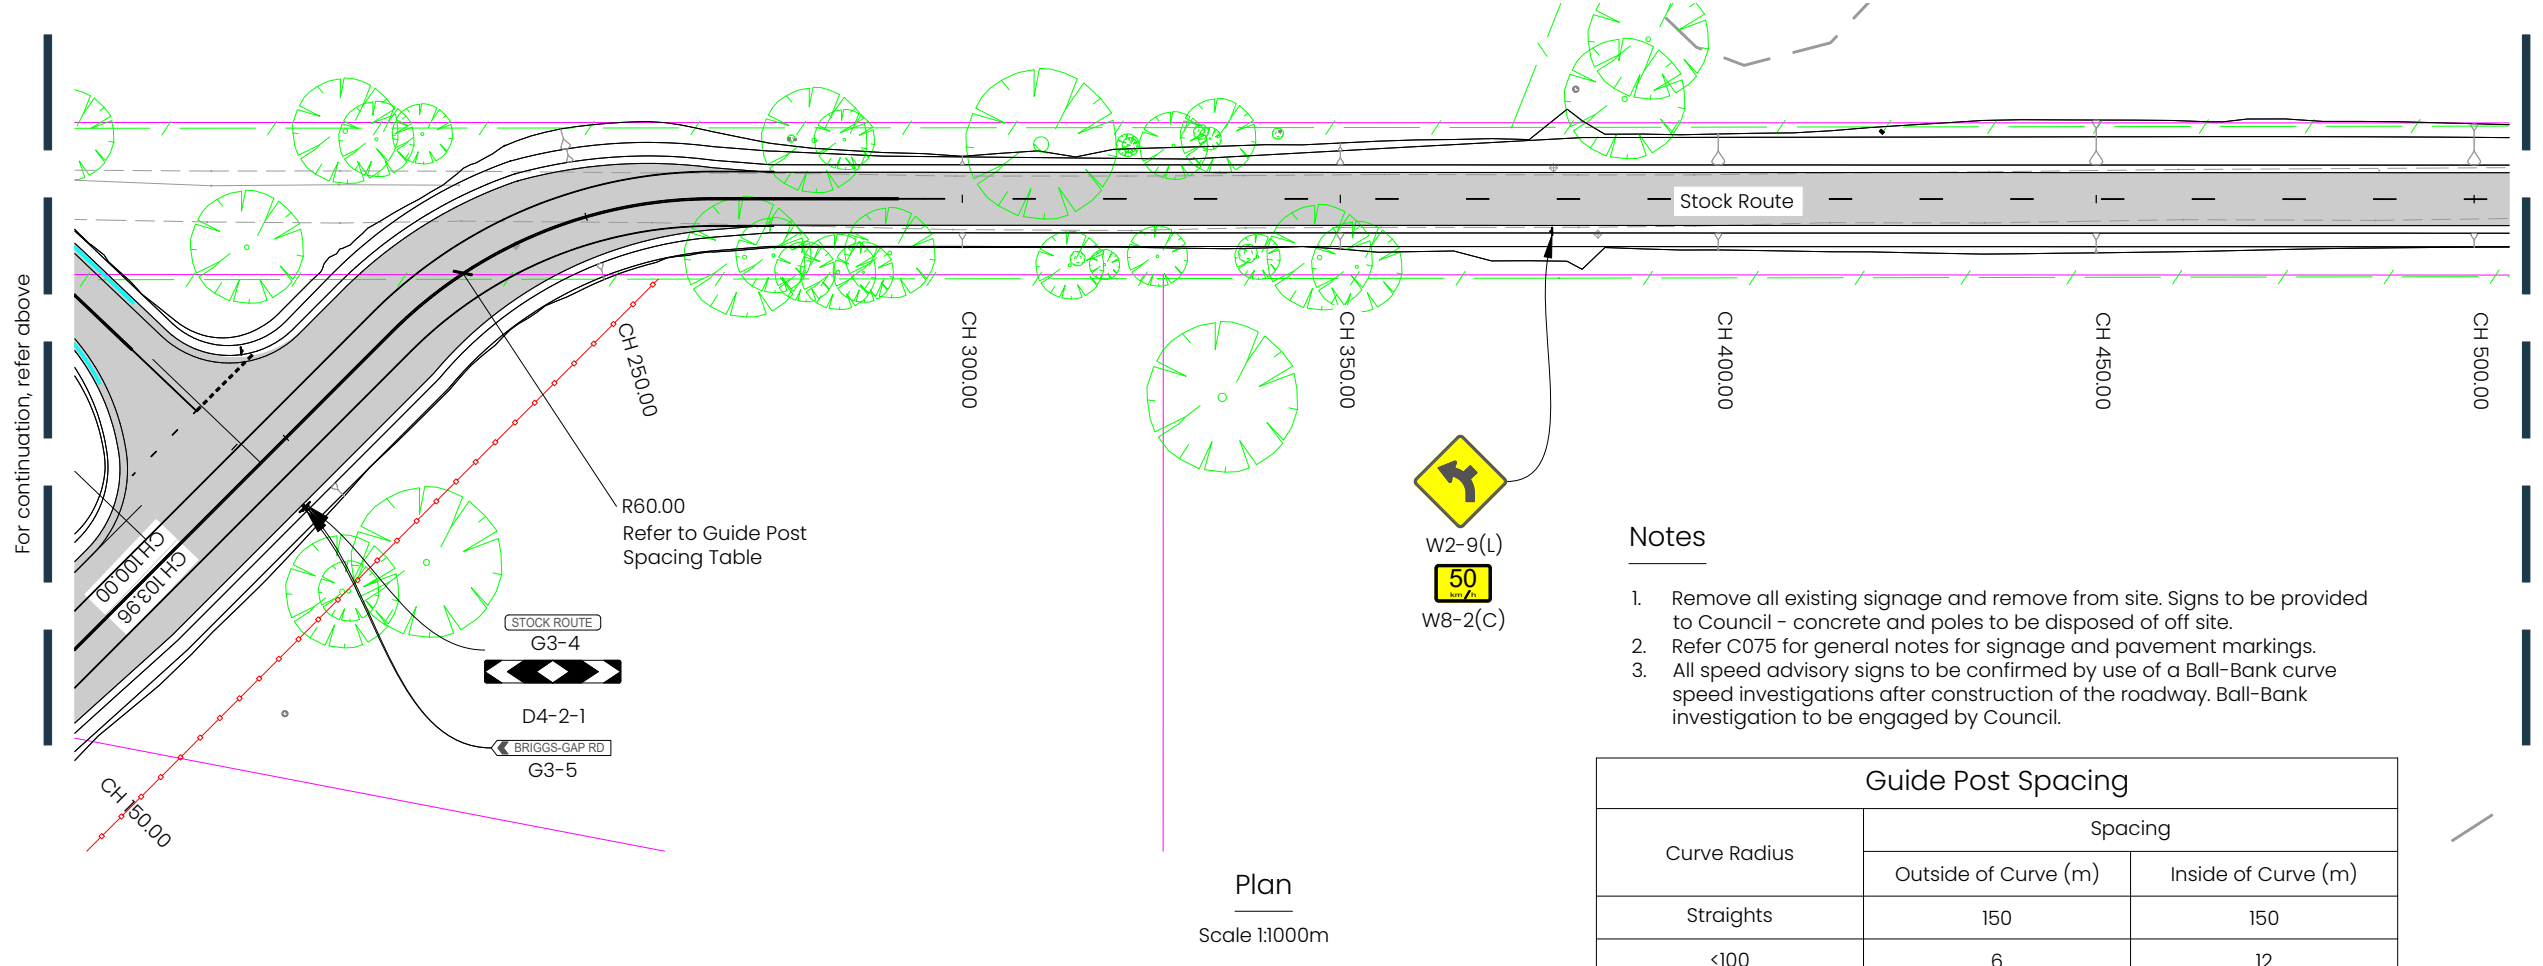 For continuation, refer above
Stock Route
CH 250.00
CH 300.00
CH 350.00
CH 400.00
CH 450.00
CH 500.00
R60.00
Refer to Guide Post
Spacing Table
CH 100.00
CH 103.96
CH 150.00
STOCK ROUTE
G3-4
D4-2-1
BRIGGS-GAP RD
G3-5
W2-9(L)
50
km/h
W8-2(C)
Notes
1. Remove all existing signage and remove from site. Signs to be provided
to Council - concrete and poles to be disposed of off site.
2. Refer C075 for general notes for signage and pavement markings.
3. All speed advisory signs to be confirmed by use of a Ball-Bank curve
speed investigations after construction of the roadway. Ball-Bank
investigation to be engaged by Council.
Plan
Scale 1:1000m
Guide Post Spacing
Curve Radius
Spacing
Outside of Curve (m)
Inside of Curve (m)
Straights 150 150
<100 6 12